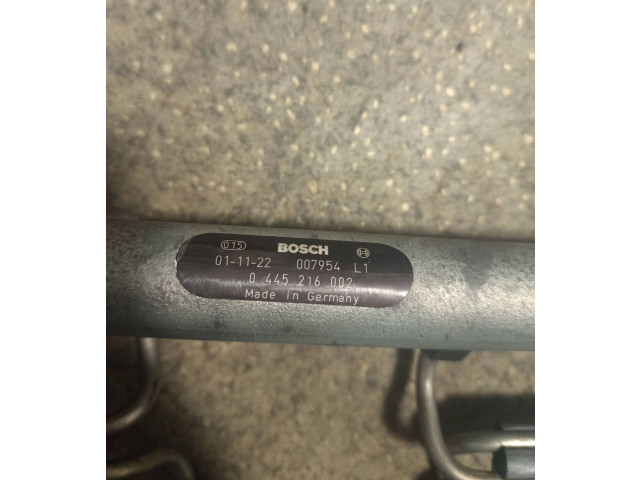 015 BOSCH
01-11-22 007954 L1
0 445 216 002
Made in Germany